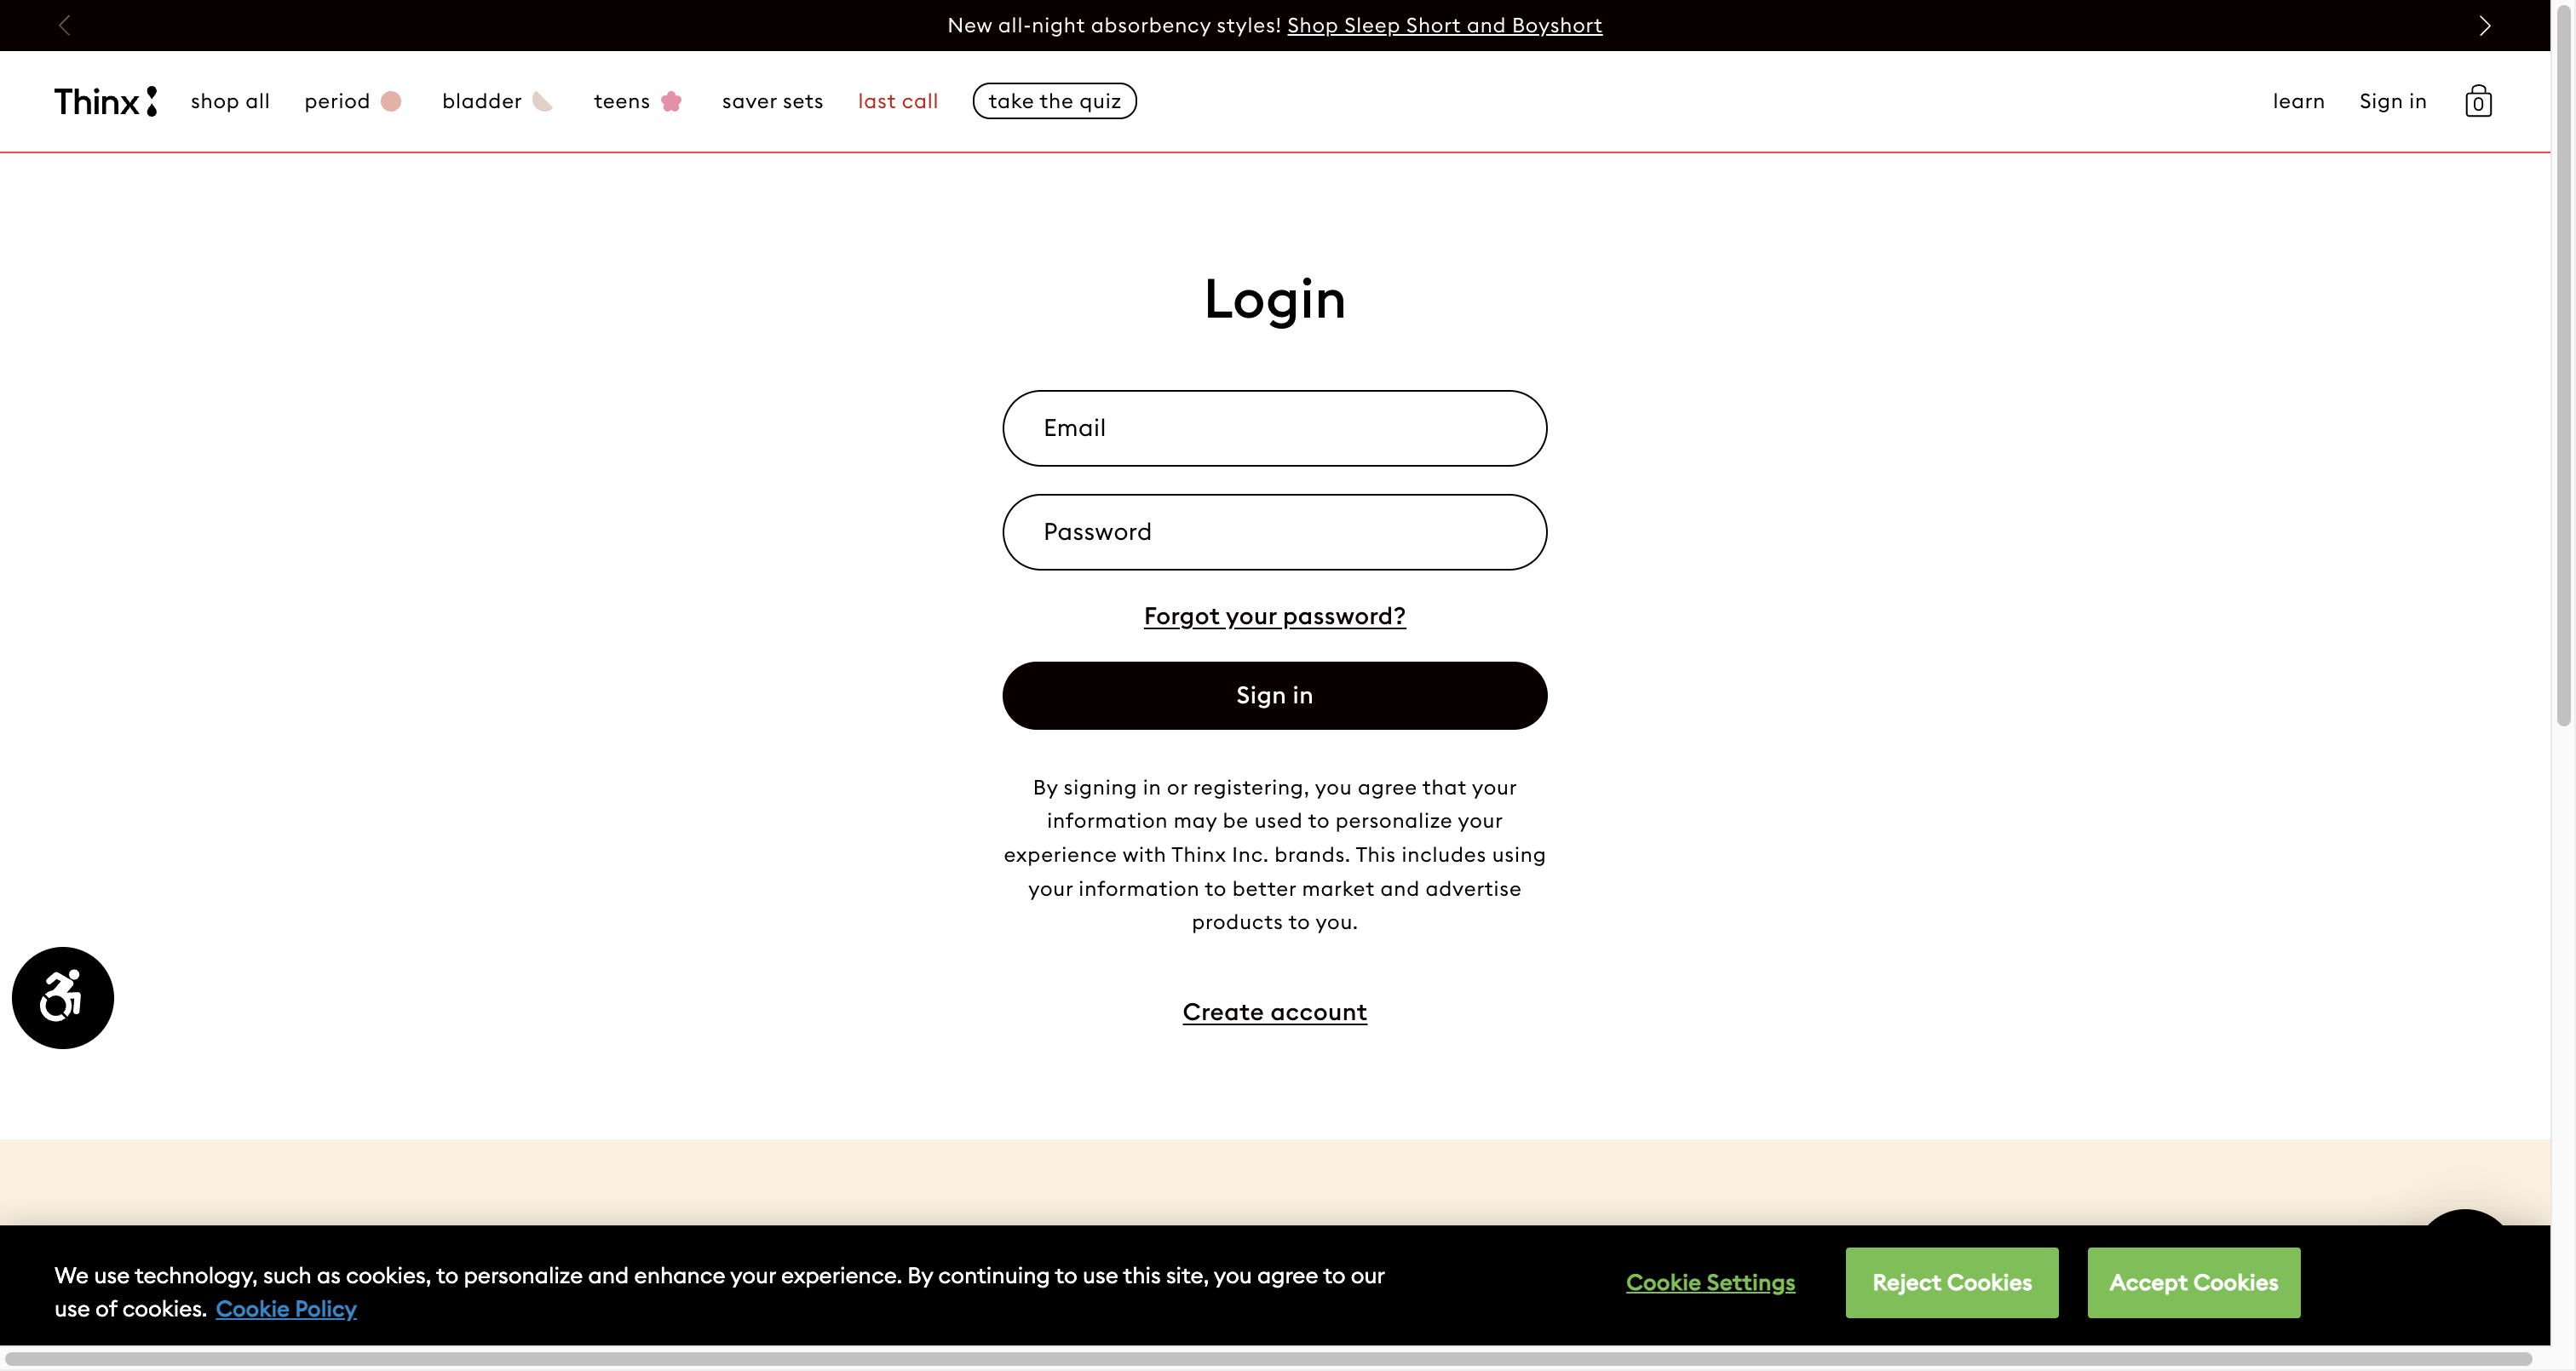 New all-night absorbency styles! Shop Sleep Short and Boyshort
Thinx shop all period bladder teens saver sets last call take the quiz learn Sign in 0
Login
Email
Password
Forgot your password?
Sign in
By signing in or registering, you agree that your
information may be used to personalize your
experience with Thinx Inc. brands. This includes using
your information to better market and advertise
products to you.
Create account
We use technology, such as cookies, to personalize and enhance your experience. By continuing to use this site, you agree to our
use of cookies. Cookie Policy
Cookie Settings Reject Cookies Accept Cookies